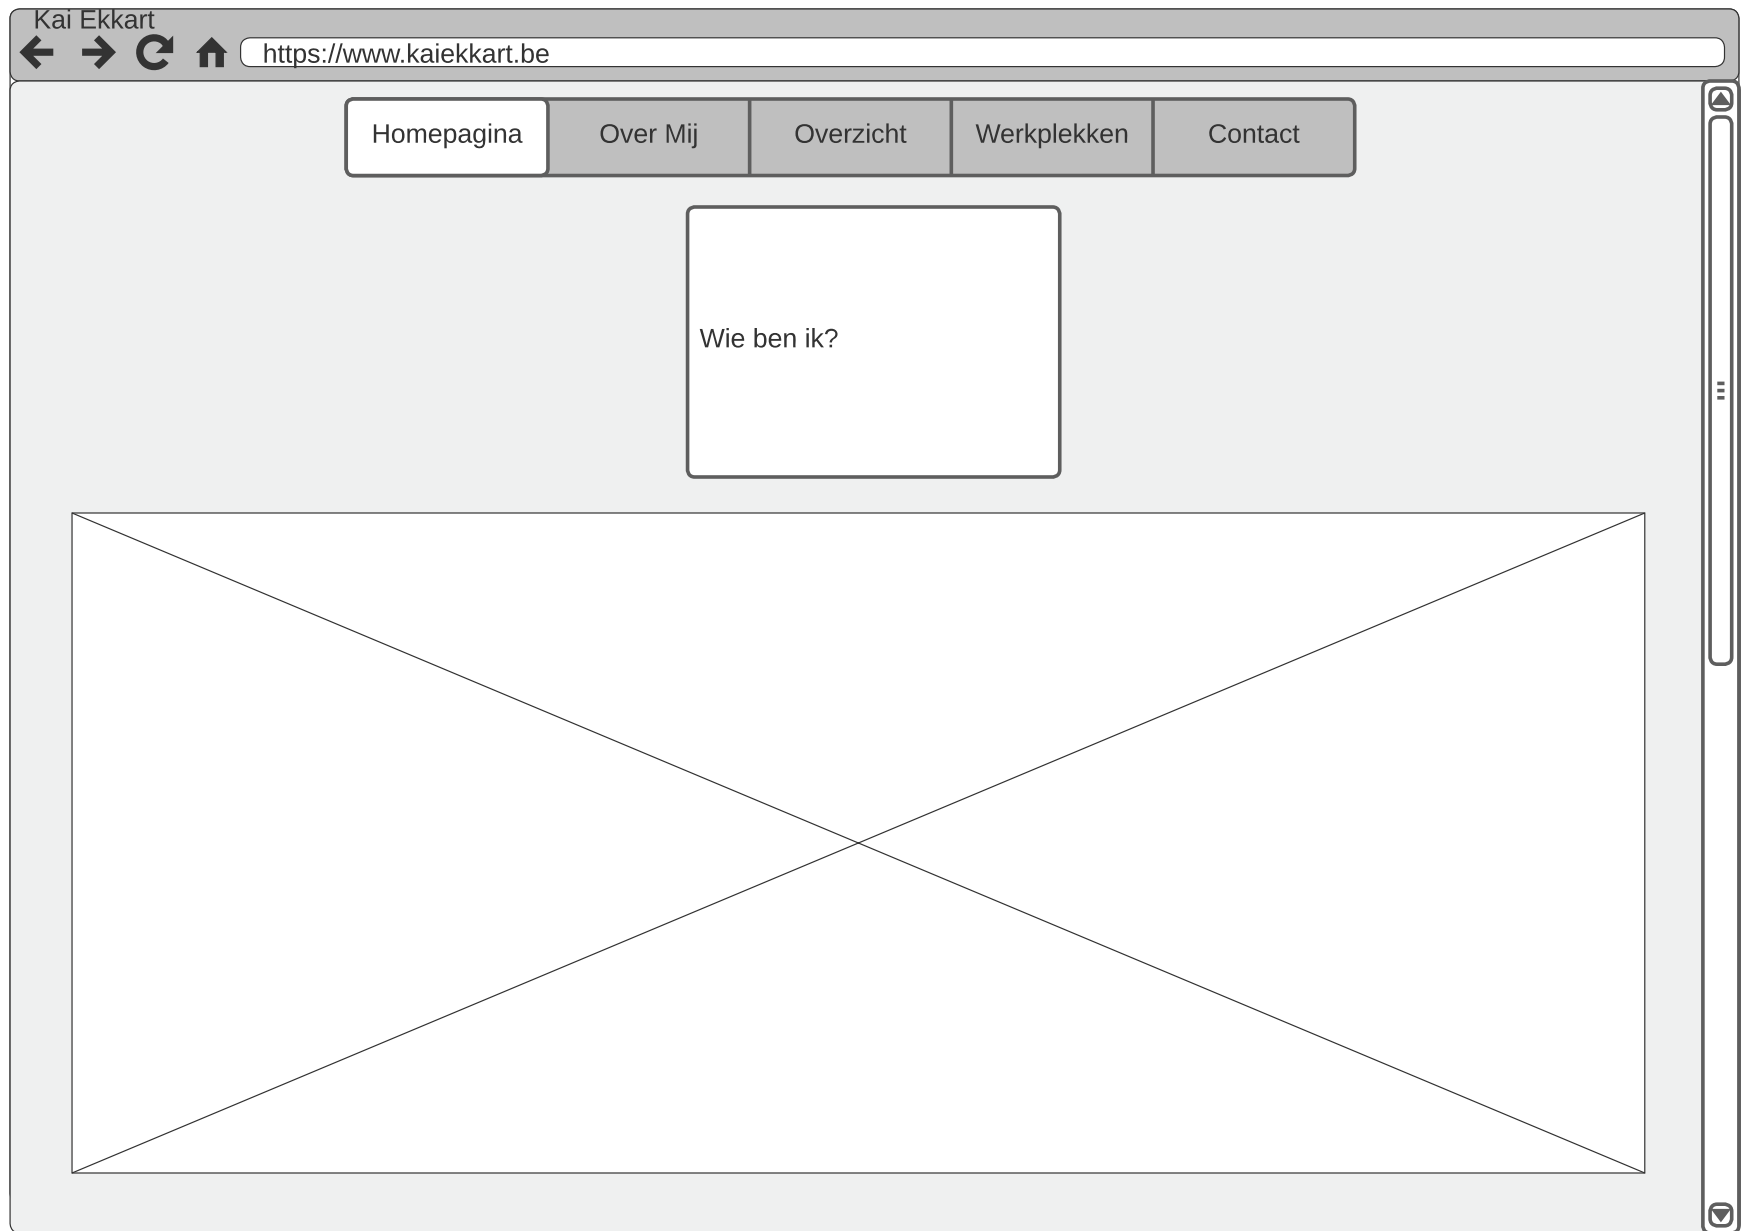 Kai Ekkart
https://www.kaiekkart.be
Homepagina Over Mij Overzicht Werkplekken Contact
Wie ben ik?